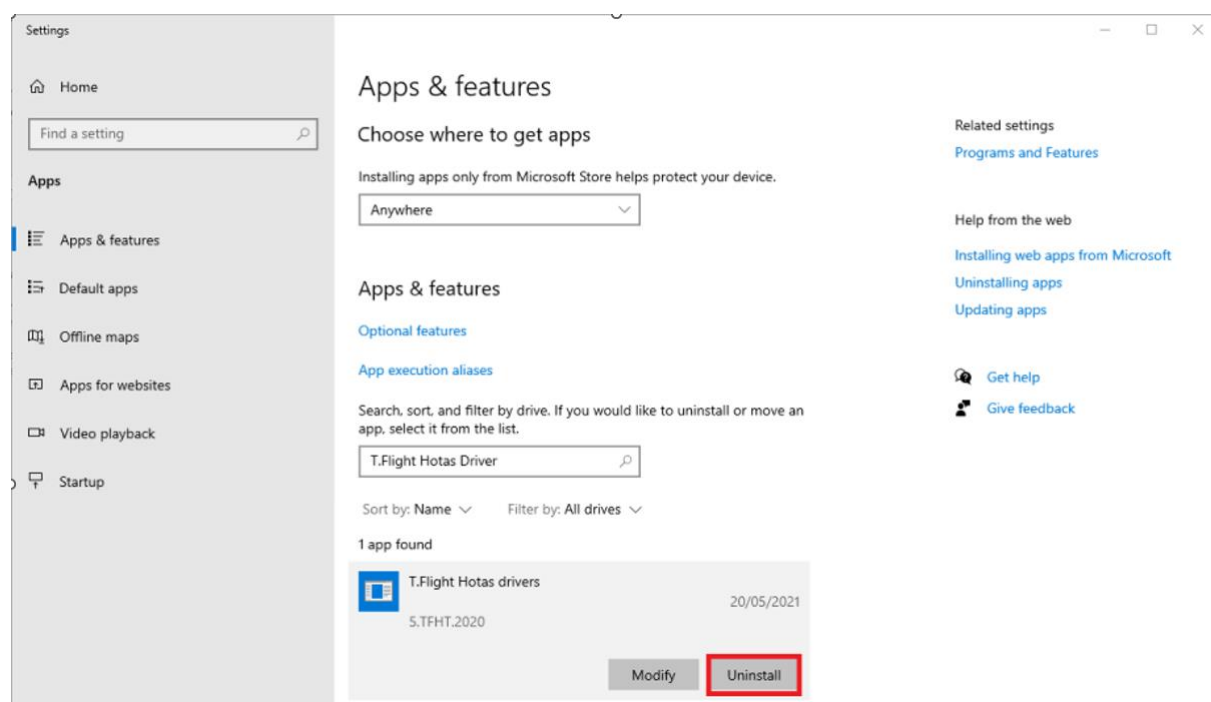 Settings
Home
Find a setting
Apps
Apps & features
Default apps
Offline maps
Apps for websites
Video playback
Startup
Apps & features
Choose where to get apps
Installing apps only from Microsoft Store helps protect your device.
Anywhere
Apps & features
Optional features
App execution aliases
Search, sort, and filter by drive. If you would like to uninstall or move an
app, select it from the list.
T.Flight Hotas Driver
Sort by: Name Filter by: All drives
1 app found
T.Flight Hotas drivers
20/05/2021
5.TFHT.2020
Modify Uninstall
Related settings
Programs and Features
Help from the web
Installing web apps from Microsoft
Uninstalling apps
Updating apps
Get help
Give feedback